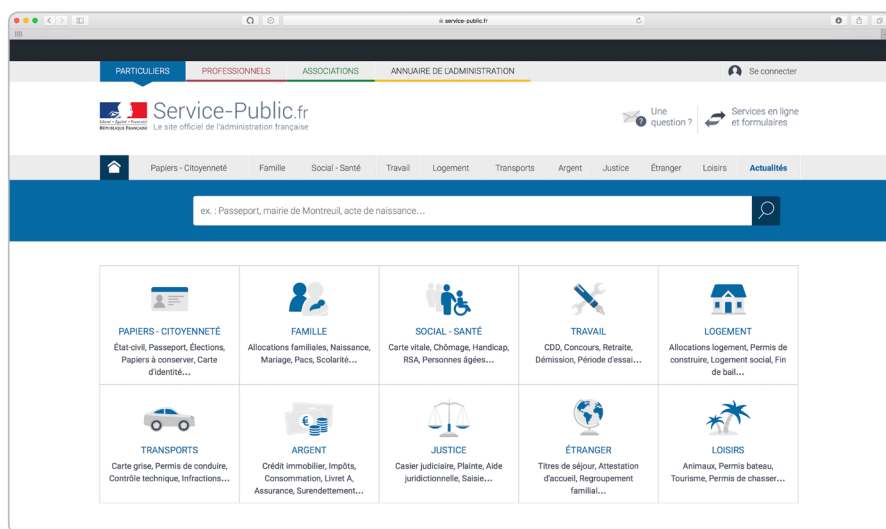 service-public.fr
PARTICULIERS PROFESSIONNELS ASSOCIATIONS ANNUAIRE DE L'ADMINISTRATION Se connecter
Liberté • Égalité • Fraternité
RÉPUBLIQUE FRANÇAISE
Service-Public.fr
Le site officiel de l'administration française
Une
question ?
Services en ligne
et formulaires
Papiers - Citoyenneté Famille Social - Santé Travail Logement Transports Argent Justice Étranger Loisirs Actualités
ex. : Passeport, mairie de Montreuil, acte de naissance...
PAPIERS - CITOYENNETÉ
État-civil, Passeport, Élections,
Papiers à conserver, Carte
d'identité...
FAMILLE
Allocations familiales, Naissance,
Mariage, Pacs, Scolarité...
SOCIAL - SANTÉ
Carte vitale, Chômage, Handicap,
RSA, Personnes âgées...
TRAVAIL
CDD, Concours, Retraite,
Démission, Période d'essai...
LOGEMENT
Allocations logement, Permis de
construire, Logement social, Fin
de bail...
TRANSPORTS
Carte grise, Permis de conduire,
Contrôle technique, Infractions...
ARGENT
Crédit immobilier, Impôts,
Consommation, Livret A,
Assurance, Surendettement...
JUSTICE
Casier judiciaire, Plainte, Aide
juridictionnelle, Saisie...
ÉTRANGER
Titres de séjour, Attestation
d'accueil, Regroupement
familial...
LOISIRS
Animaux, Permis bateau,
Tourisme, Permis de chasser...